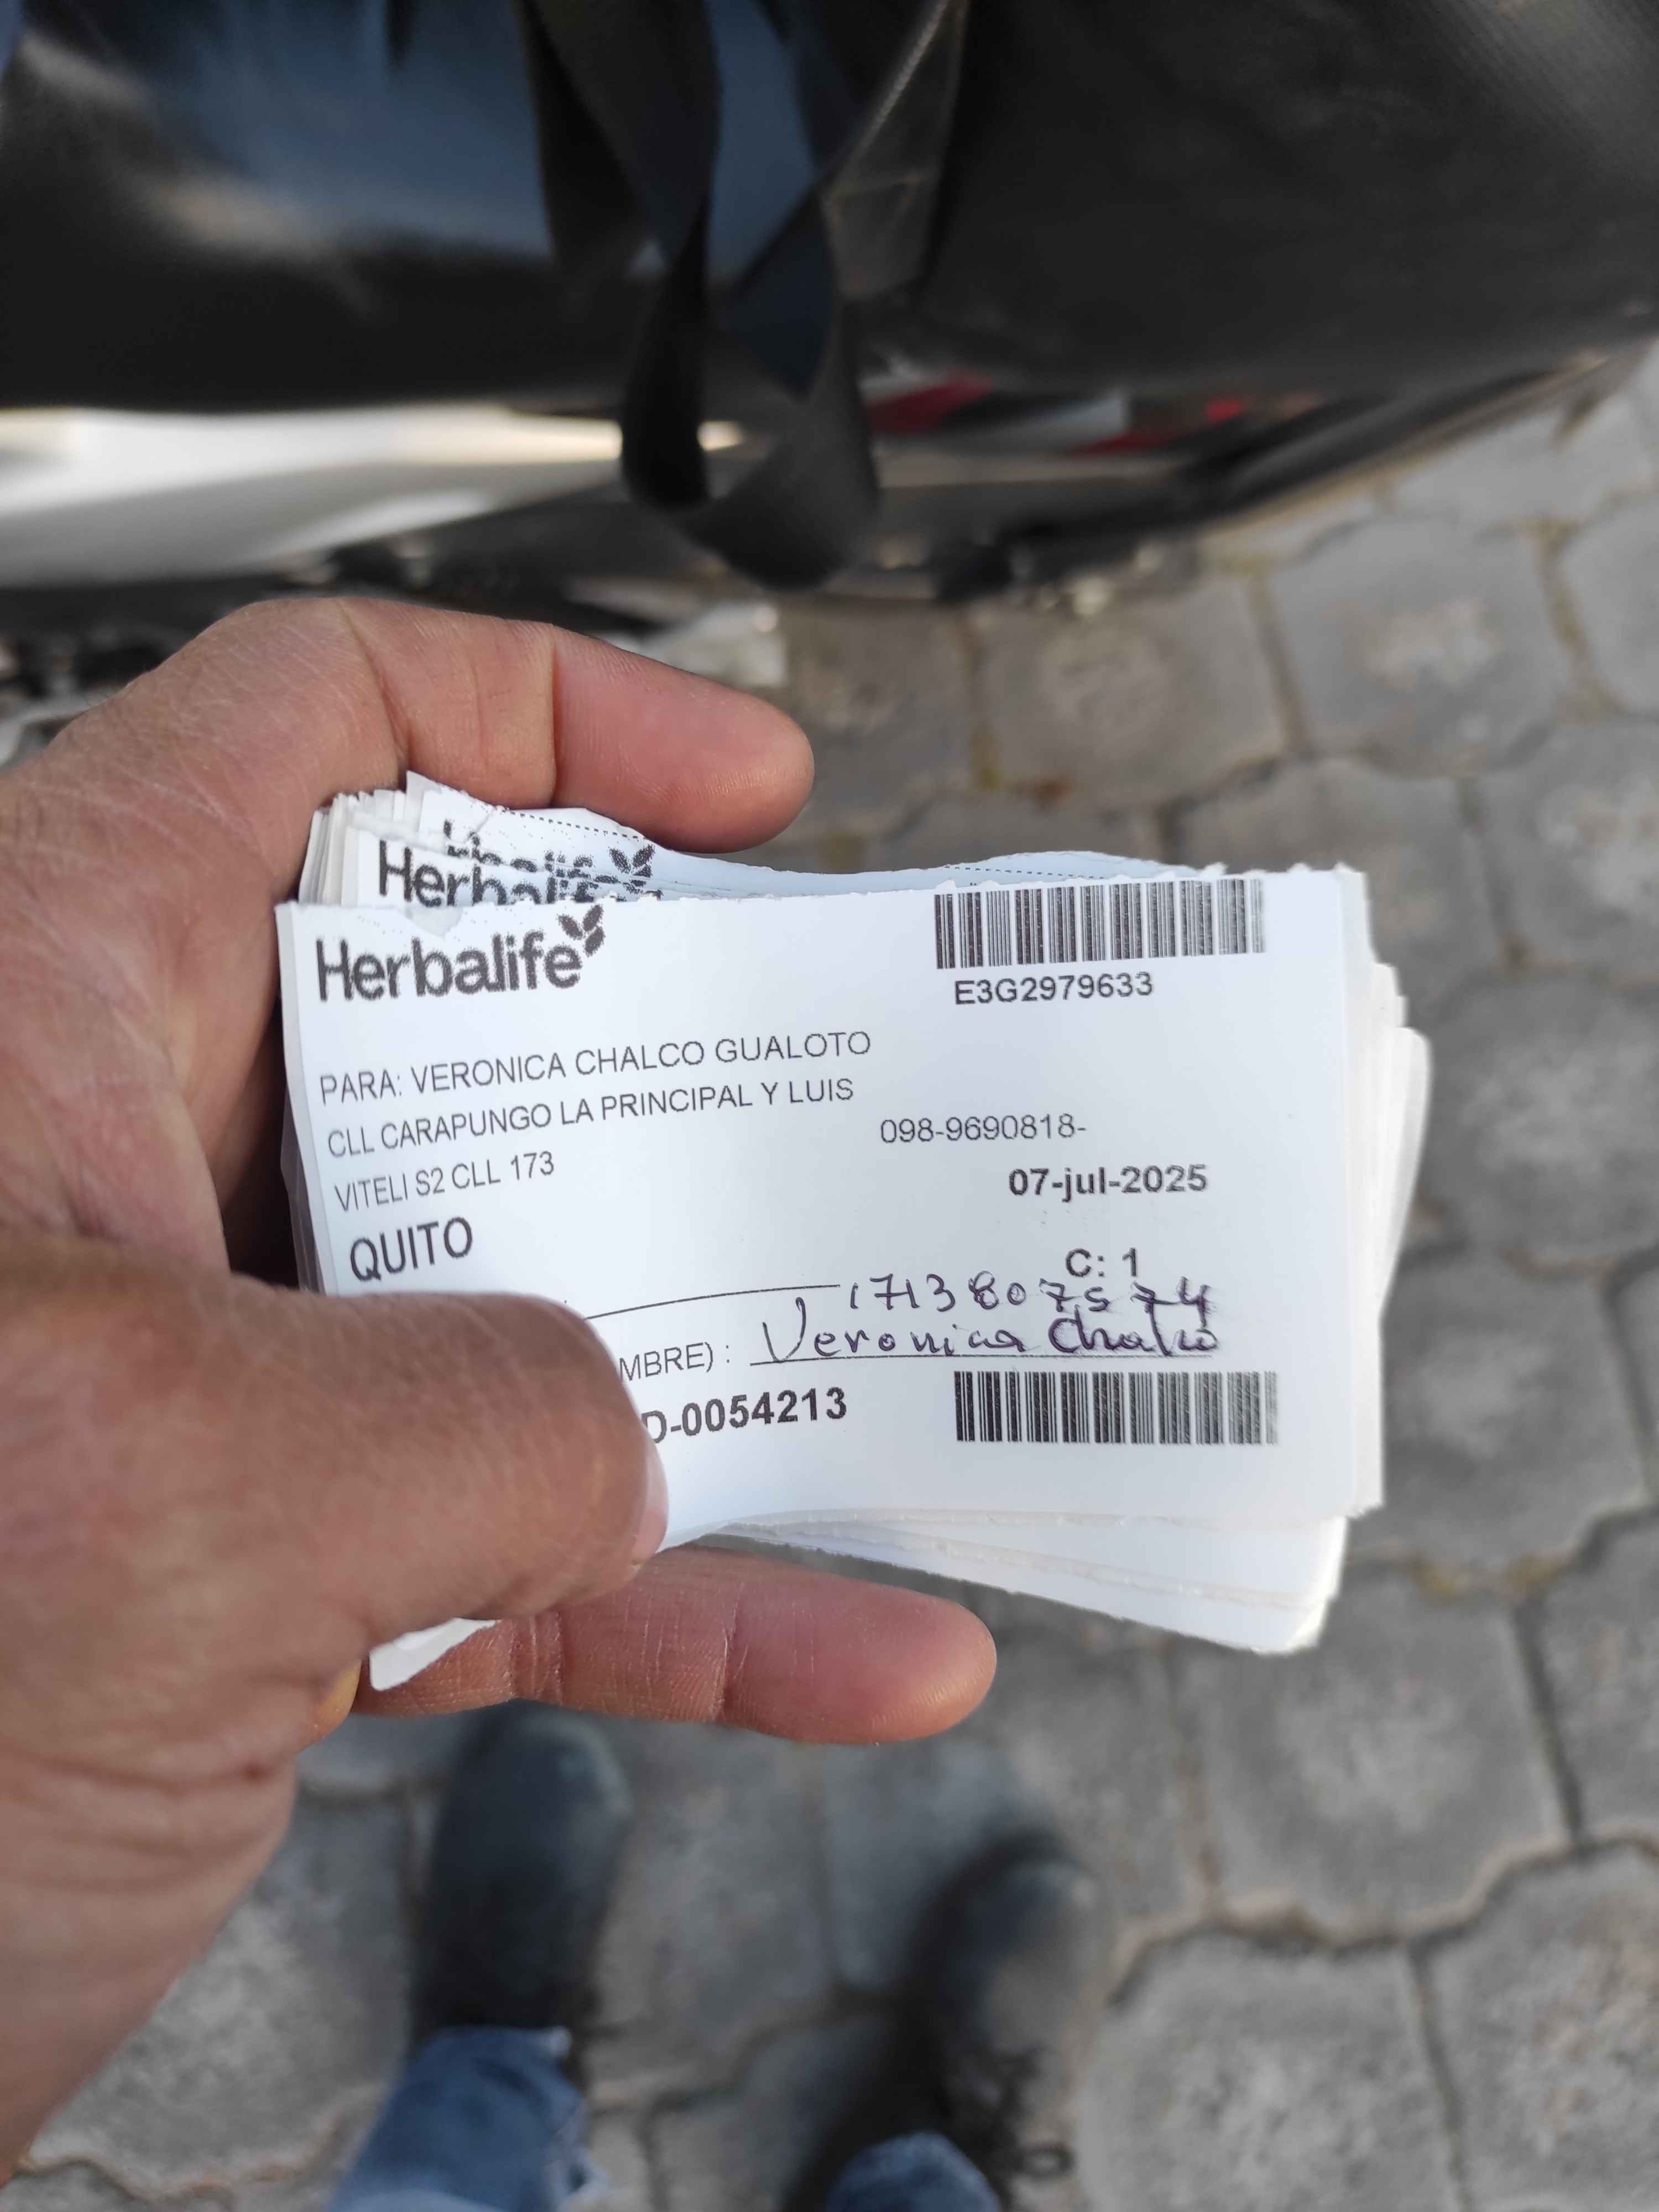 Herbalife
Herbalife
E3G2979633
PARA: VERONICA CHALCO GUALOTO
CLL CARAPUNGO LA PRINCIPAL Y LUIS
098-9690818-
VITELI S2 CLL 173
07-jul-2025
QUITO
C: 1
1713807574
MBRE) : Veronica Chalco
D-0054213